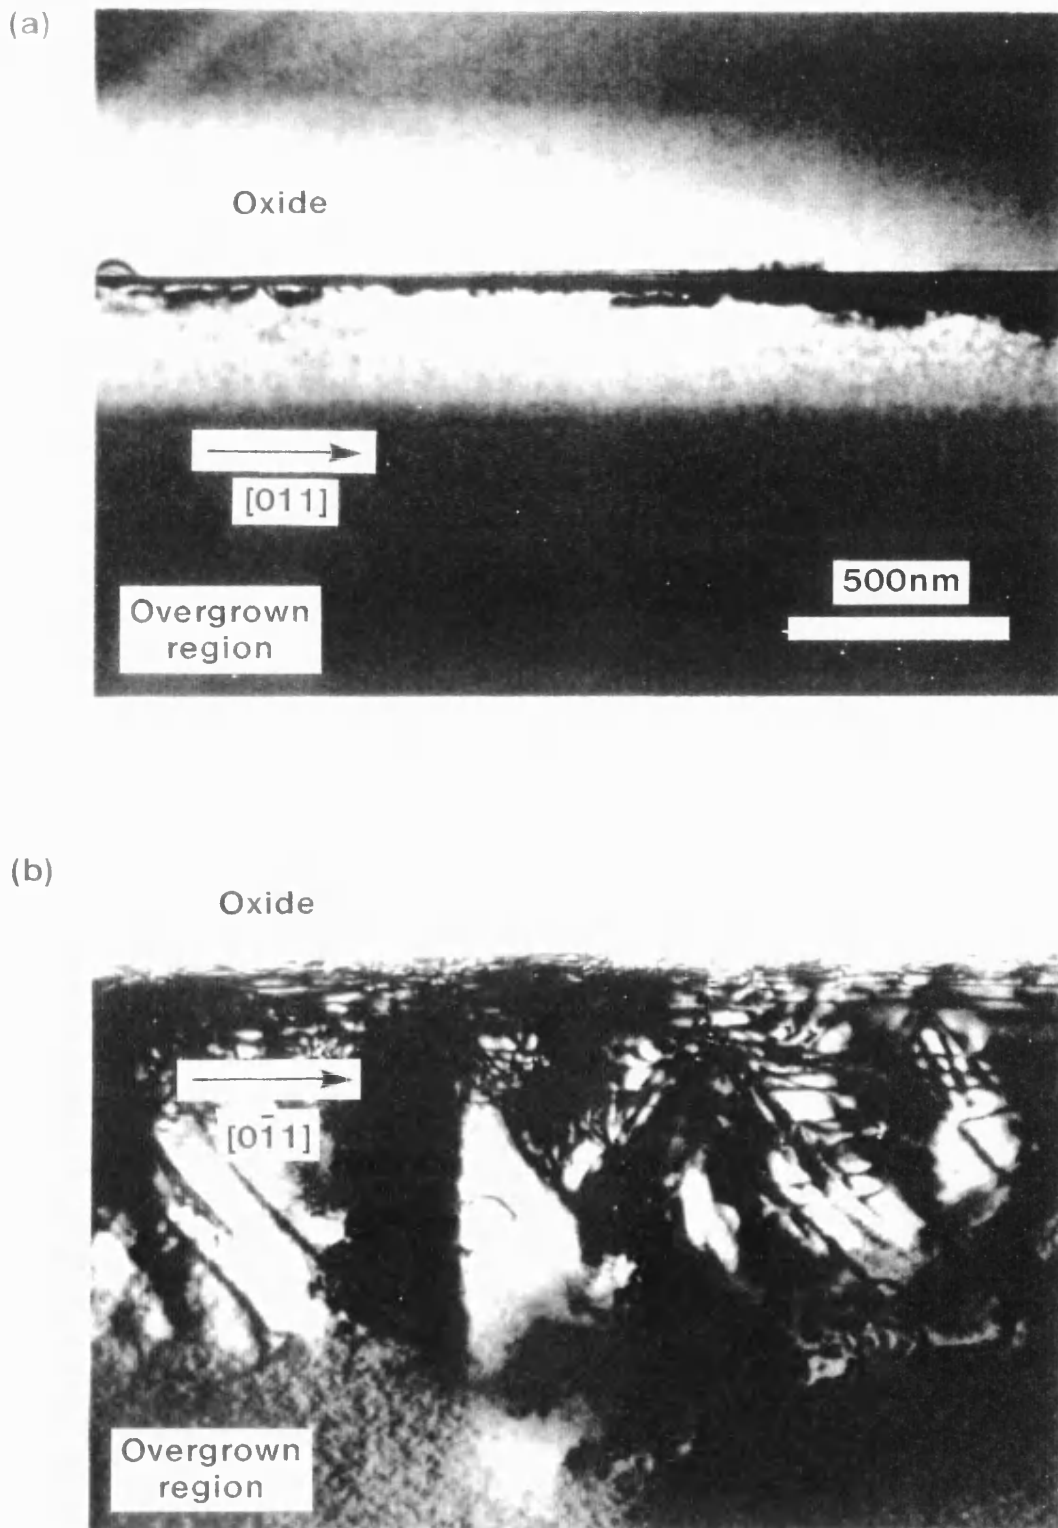 (a)
Oxide
[011]
500nm
Overgrown
region
(b)
Oxide
[01̄1]
Overgrown
region